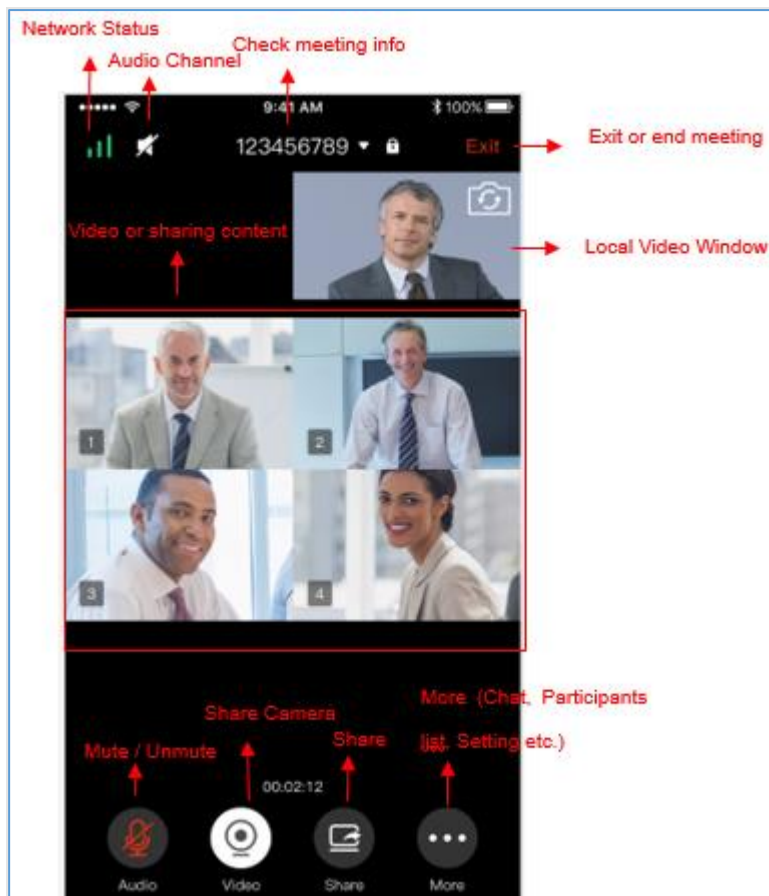 Network Status
Check meeting info
Audio Channel
9:41 AM
100%
123456789
Exit
Exit or end meeting
Video or sharing content
Local Video Window
1
2
3
4
More (Chat, Participants
Share Camera
Share
list, Setting etc.)
Mute / Unmute
00:02:12
Audio
Video
Share
More